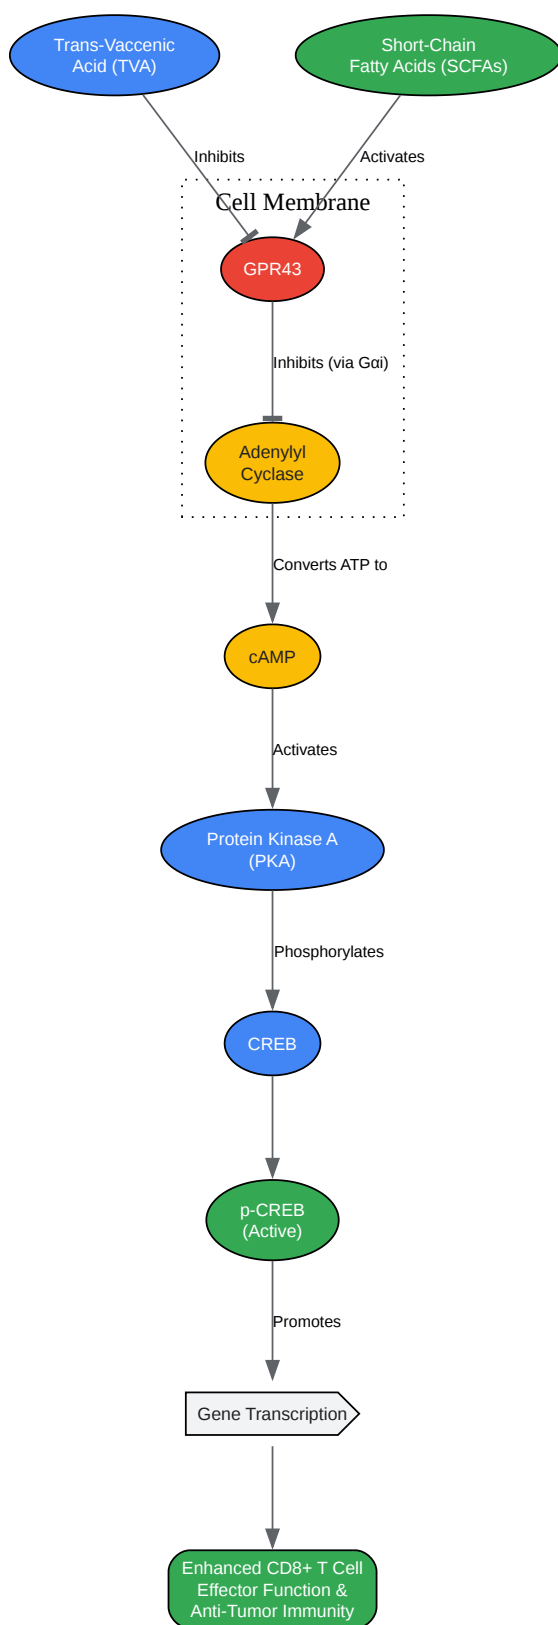 Trans-Vaccenic
Acid (TVA)
Short-Chain
Fatty Acids (SCFAs)
Inhibits
Activates
Cell Membrane
GPR43
Inhibits (via Gαi)
Adenylyl
Cyclase
Converts ATP to
cAMP
Activates
Protein Kinase A
(PKA)
Phosphorylates
CREB
p-CREB
(Active)
Promotes
Gene Transcription
Enhanced CD8+ T Cell
Effector Function &
Anti-Tumor Immunity